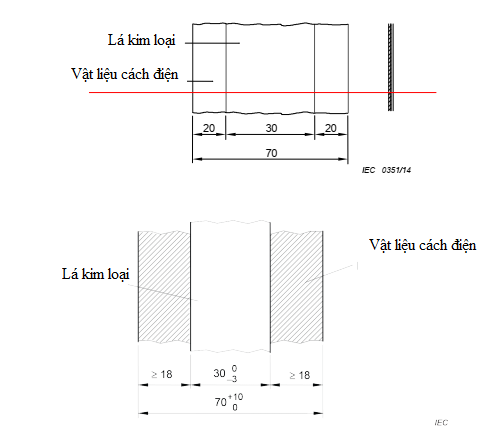 Lá kim loại
Vật liệu cách điện
20 30 20
70
IEC 0351/14
Vật liệu cách điện
Lá kim loại
≥ 18 30 0 –3 ≥ 18
70 +10 0
IEC